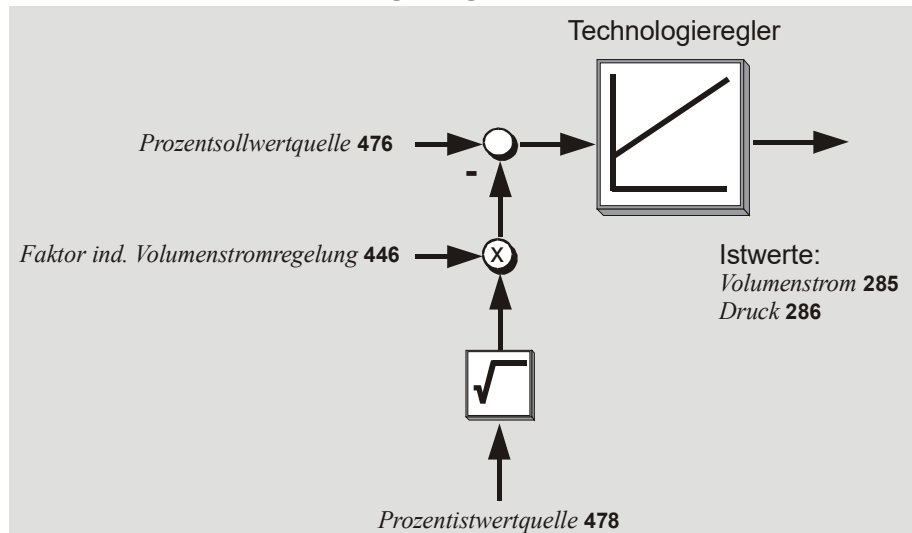 Technologieregler
Prozentsollwertquelle 476
-
Faktor ind. Volumenstromregelung 446
X
Istwerte:
Volumenstrom 285
Druck 286
√
Prozentistwertquelle 478